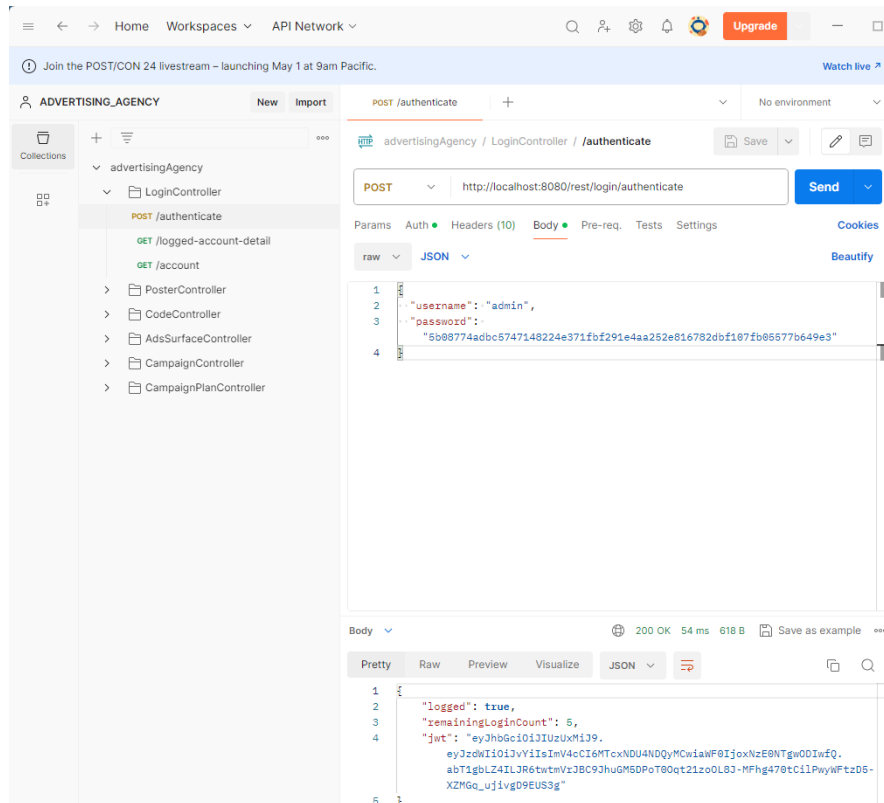 Home Workspaces API Network Upgrade
Join the POST/CON 24 livestream – launching May 1 at 9am Pacific. Watch live
ADVERTISING_AGENCY New Import POST /authenticate No environment
Collections
advertisingAgency
LoginController
POST /authenticate
GET /logged-account-detail
GET /account
PosterController
CodeController
AdsSurfaceController
CampaignController
CampaignPlanController
HTTP advertisingAgency / LoginController / /authenticate Save
POST http://localhost:8080/rest/login/authenticate Send
Params Auth Headers (10) Body Pre-req. Tests Settings Cookies
raw JSON Beautify
1 {
2 "username": "admin",
3 "password":
"5b08774adbc5747148224e371fbf291e4aa252e816782dbf107fb05577b649e3"
4 }
Body 200 OK 54 ms 618 B Save as example
Pretty Raw Preview Visualize JSON
1 {
2 "logged": true,
3 "remainingLoginCount": 5,
4 "jwt": "eyJhbGciOiJIUzUxMiJ9.
eyJzdWIiOiJvYiIsImV4cCI6MTcxNDU4NDQyMCwiaWF0IjoxNzE0NTgwODIwfQ.
abT1gbLZ4ILJR6twtmVrJBC9JhuGM5DPoT0Oqt21zoOL8J-MFhg470tCilPwyWFtzD5-
XZMGq_ujivgD9EUS3g"
5 }